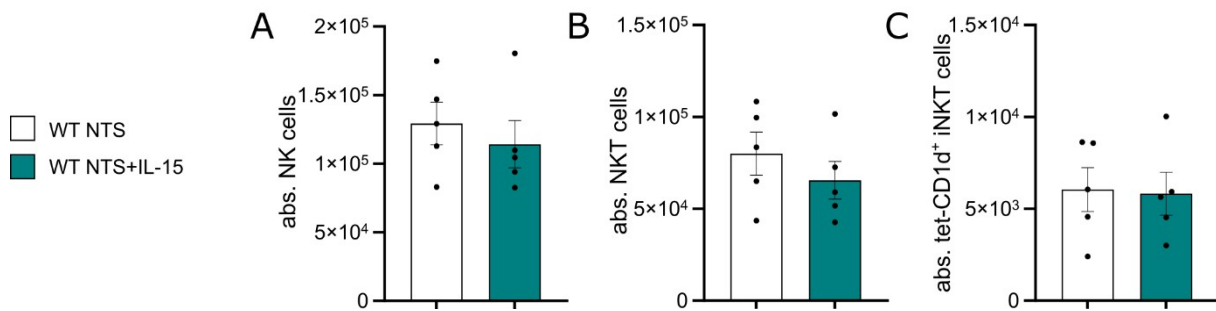 A
B
C
WT NTS
WT NTS+IL-15
abs. NK cells
2×10⁵
1.5×10⁵
1×10⁵
5×10⁴
0
abs. NKT cells
1.5×10⁵
1×10⁵
5×10⁴
0
abs. tet-CD1d⁺ iNKT cells
1.5×10⁴
1×10⁴
5×10³
0